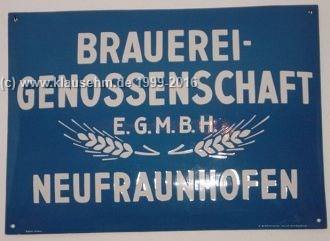 BRAUEREI-
(c) www.klausehm.de 1999-2016
GENOSSENSCHAFT
E.G.M.B.H.
NEUFRAUNHOFEN